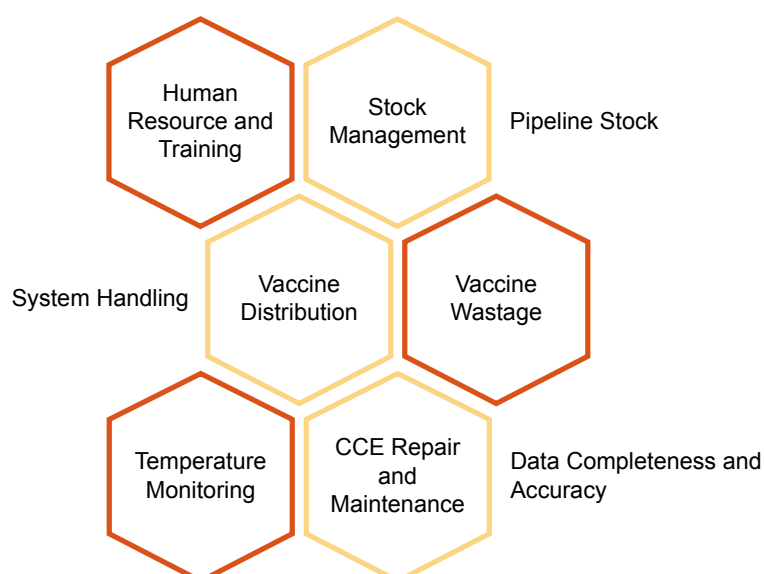 Human
Resource and
Training
Stock
Management
Pipeline Stock
System Handling
Vaccine
Distribution
Vaccine
Wastage
Temperature
Monitoring
CCE Repair
and
Maintenance
Data Completeness and
Accuracy